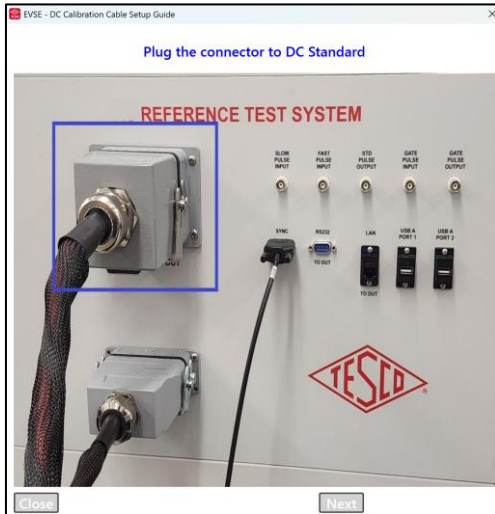 EVSE - DC Calibration Cable Setup Guide
Plug the connector to DC Standard
REFERENCE TEST SYSTEM
SLOW PULSE INPUT
FAST PULSE INPUT
STD PULSE OUTPUT
GATE PULSE INPUT
GATE PULSE OUTPUT
SYNC
RS232
LAN
USB A PORT 1
USB A PORT 2
OUT
TO OUT
TO OUT
TESCO
Close
Next